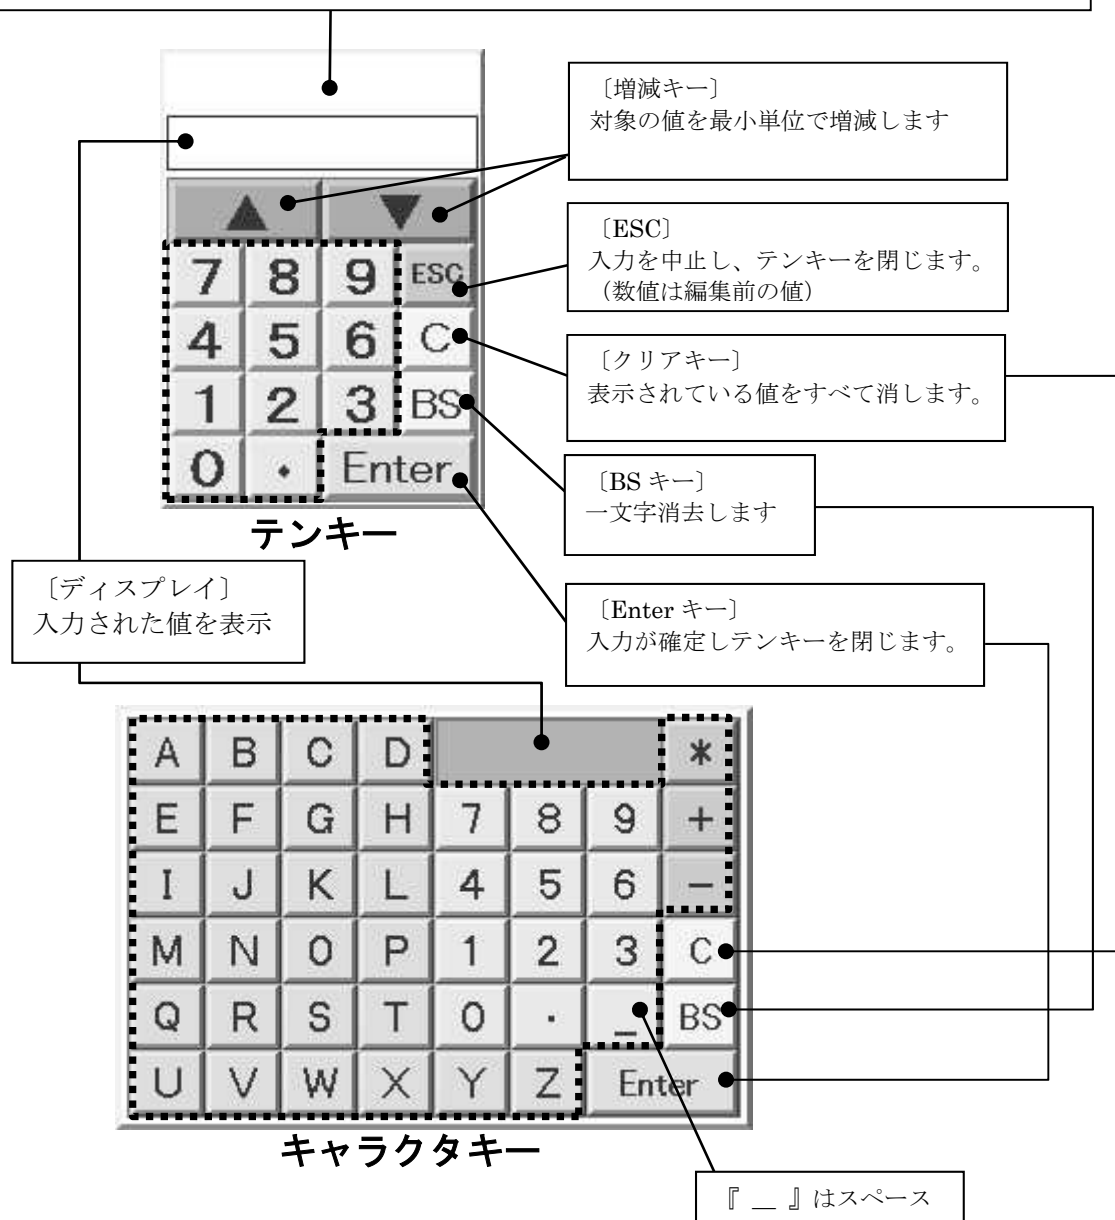 〔増減キー〕
対象の値を最小単位で増減します
▲ ▼
〔ESC〕
入力を中止し、テンキーを閉じます。
（数値は編集前の値）
7 8 9 ESC
4 5 6 C
1 2 3 BS
0 . Enter
〔クリアキー〕
表示されている値をすべて消します。
〔BS キー〕
一文字消去します
テンキー
〔ディスプレイ〕
入力された値を表示
〔Enter キー〕
入力が確定しテンキーを閉じます。
A B C D *
E F G H 7 8 9 +
I J K L 4 5 6 －
M N O P 1 2 3 C
Q R S T 0 . _ BS
U V W X Y Z Enter
キャラクタキー
『 ＿ 』はスペース